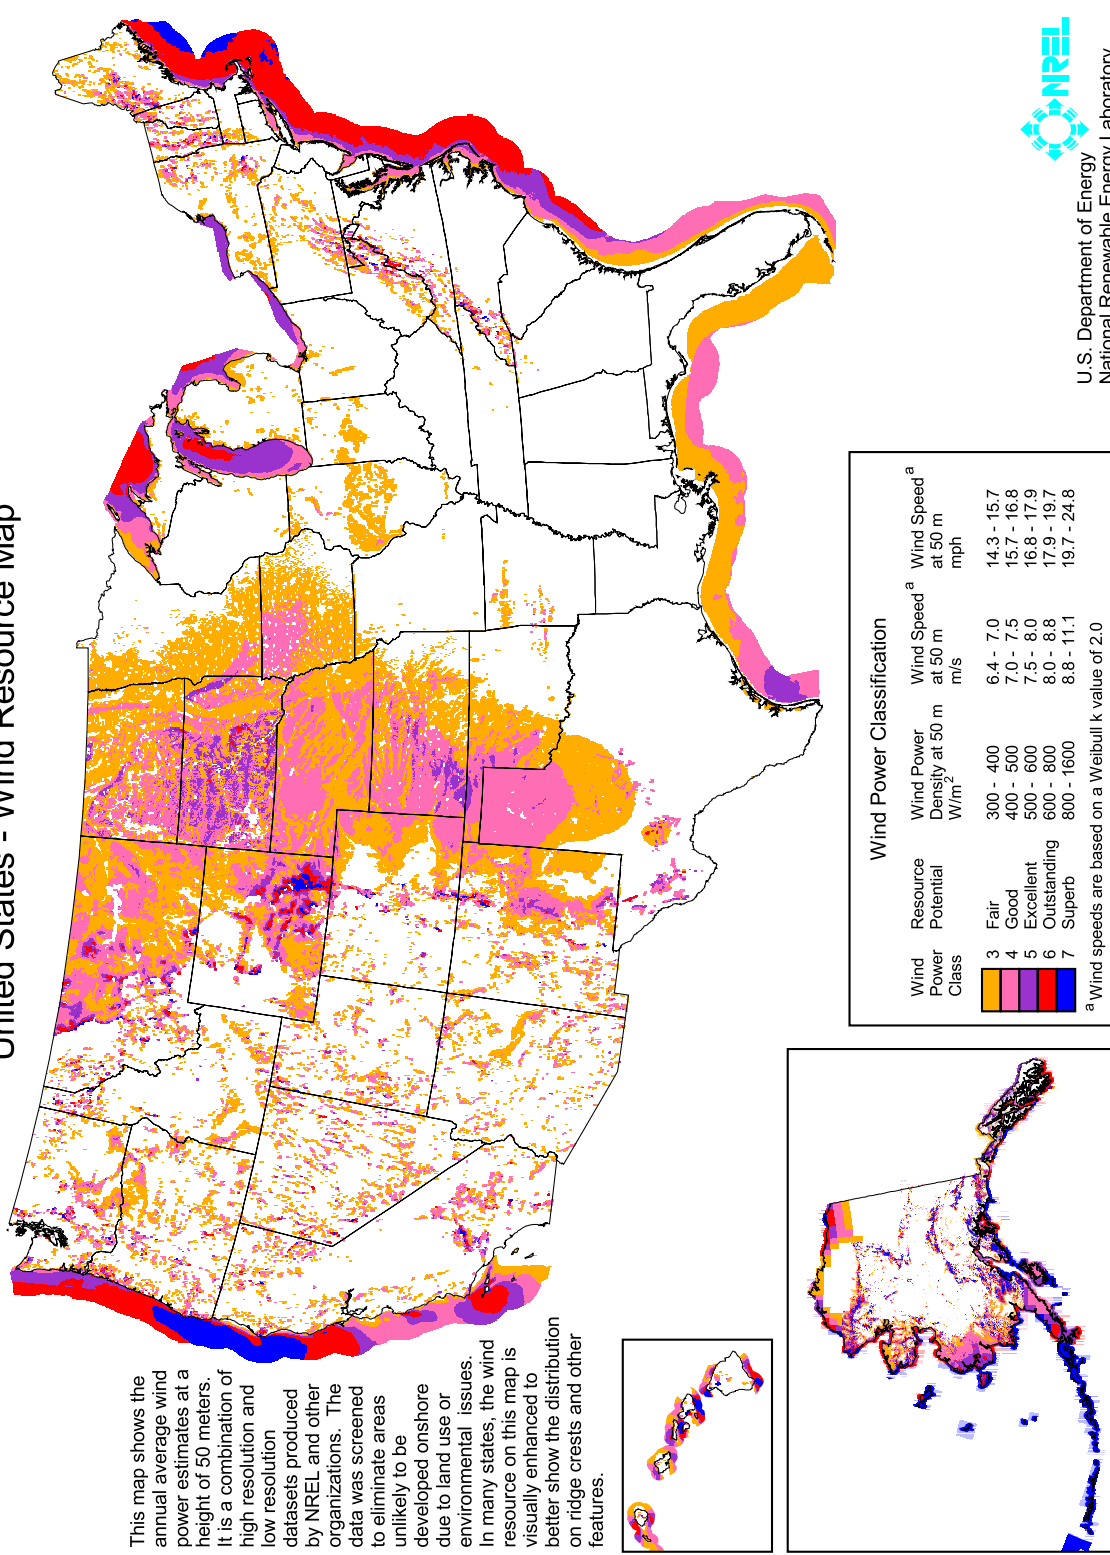 United States - Wind Resource Map
This map shows the
annual average wind
power estimates at a
height of 50 meters.
It is a combination of
high resolution and
low resolution
datasets produced
by NREL and other
organizations. The
data was screened
to eliminate areas
unlikely to be
developed onshore
due to land use or
environmental issues.
In many states, the wind
resource on this map is
visually enhanced to
better show the distribution
on ridge crests and other
features.
Wind Power Classification
Wind Power Class Resource Potential Wind Power Density at 50 m W/m2 Wind Speed a at 50 m m/s Wind Speed a at 50 m mph
3 Fair 300 - 400 6.4 - 7.0 14.3 - 15.7
4 Good 400 - 500 7.0 - 7.5 15.7 - 16.8
5 Excellent 500 - 600 7.5 - 8.0 16.8 - 17.9
6 Outstanding 600 - 800 8.0 - 8.8 17.9 - 19.7
7 Superb 800 - 1600 8.8 - 11.1 19.7 - 24.8
a Wind speeds are based on a Weibull k value of 2.0
NREL
U.S. Department of Energy
National Renewable Energy Laboratory